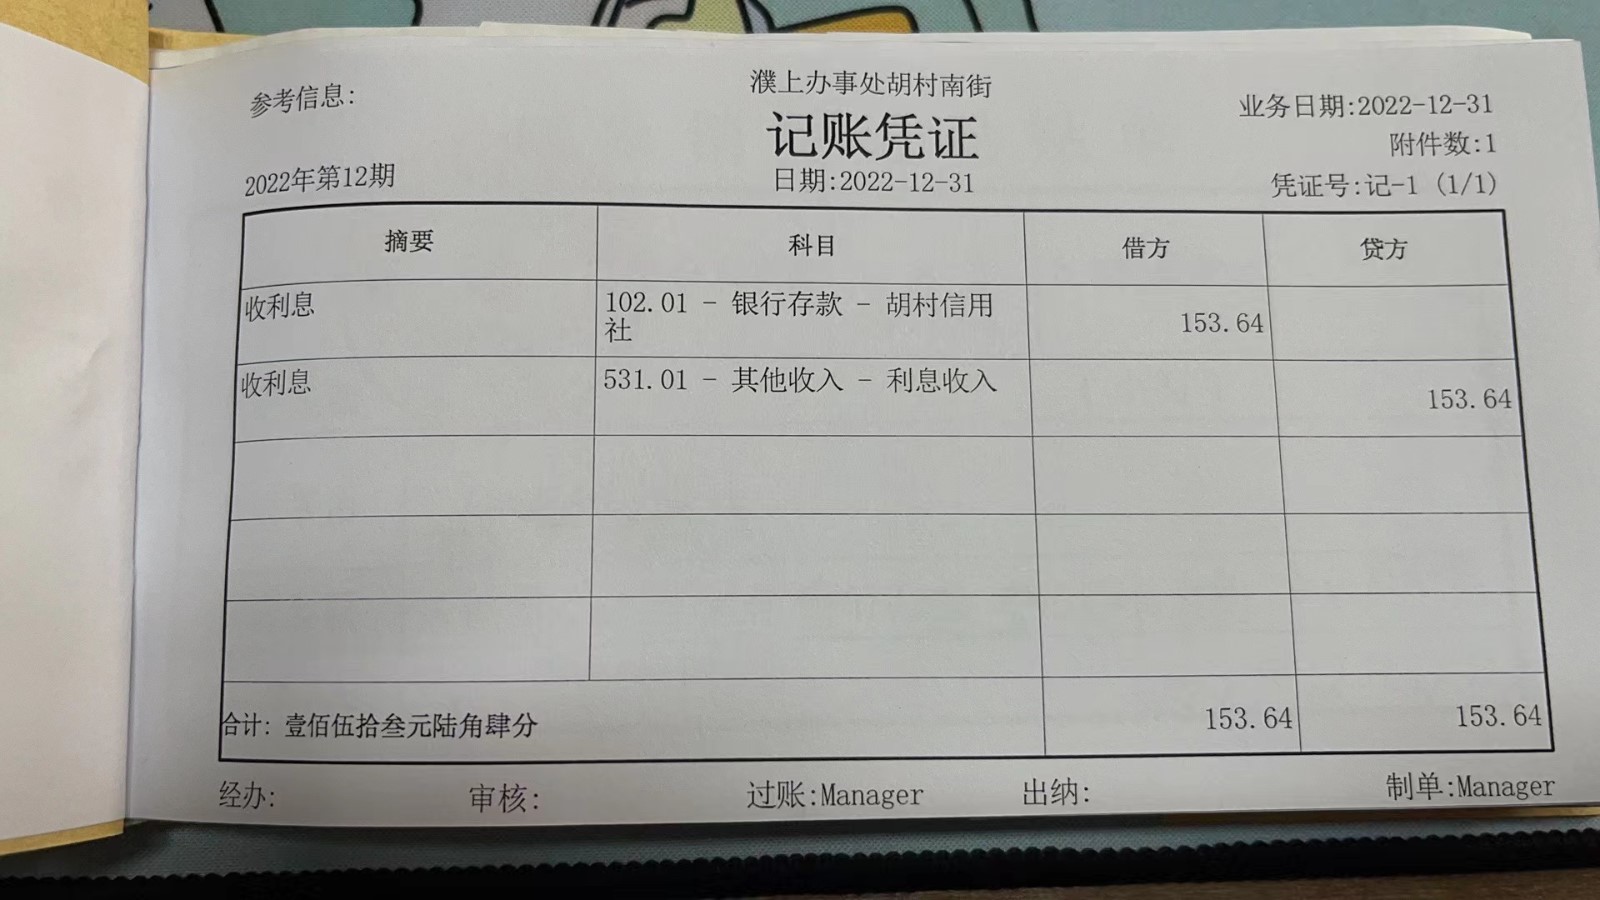 参考信息:
濮上办事处胡村南街
业务日期:2022-12-31
记账凭证
附件数:1
2022年第12期
日期:2022-12-31
凭证号:记-1 (1/1)
摘要 科目 借方 贷方
收利息 102.01 - 银行存款 - 胡村信用
社 153.64
收利息 531.01 - 其他收入 - 利息收入 153.64
合计: 壹佰伍拾叁元陆角肆分 153.64 153.64
经办: 审核: 过账:Manager 出纳: 制单:Manager